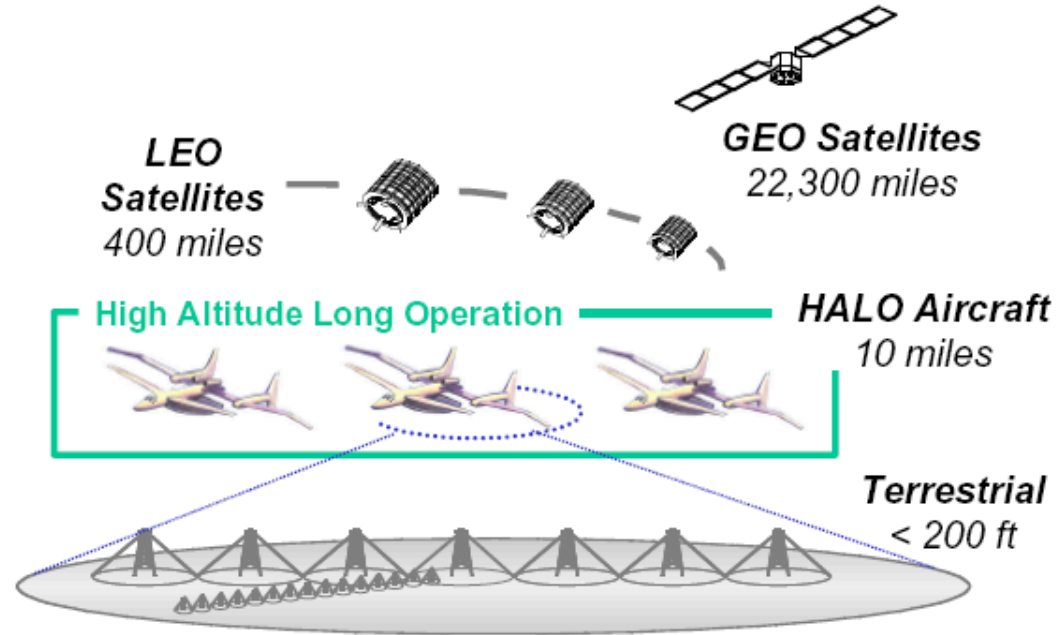 GEO Satellites
22,300 miles
LEO
Satellites
400 miles
High Altitude Long Operation
HALO Aircraft
10 miles
Terrestrial
< 200 ft